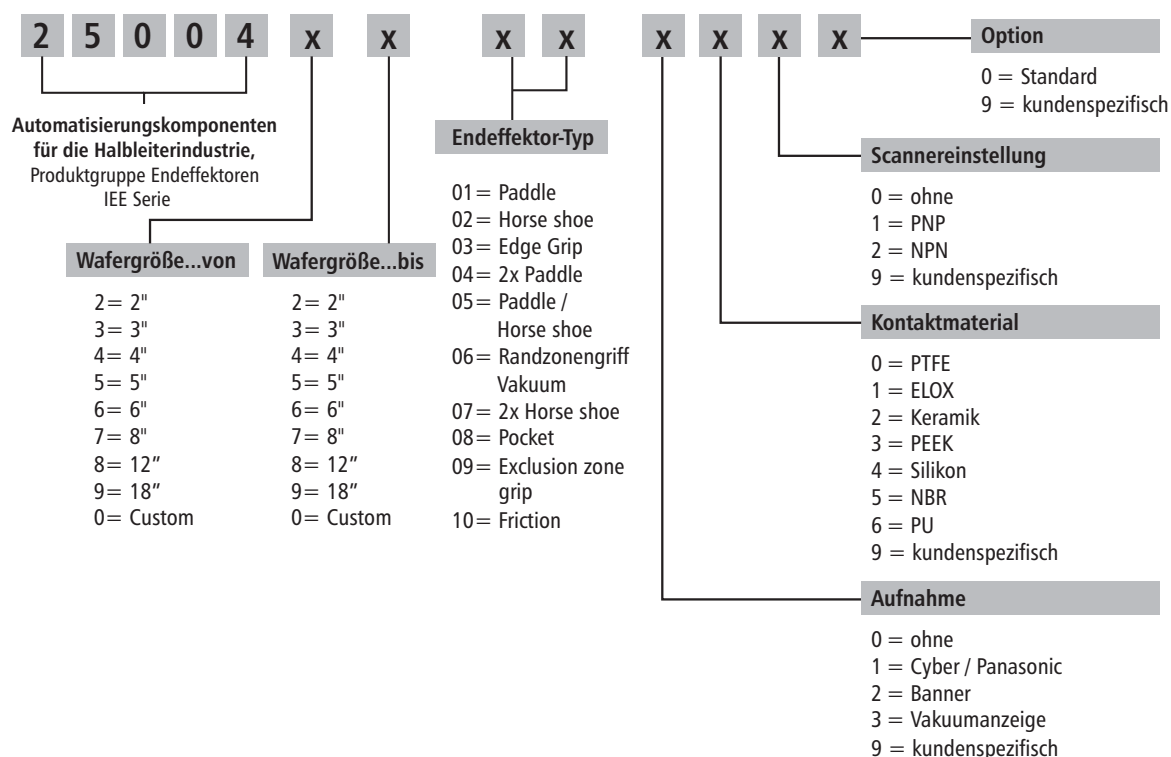 2 5 0 0 4 x x x x x x x x
Automatisierungskomponenten
für die Halbleiterindustrie,
Produktgruppe Endeffektoren
IEE Serie
Wafergröße...von
2= 2"
3= 3"
4= 4"
5= 5"
6= 6"
7= 8"
8= 12"
9= 18"
0= Custom
Wafergröße...bis
2= 2"
3= 3"
4= 4"
5= 5"
6= 6"
7= 8"
8= 12"
9= 18"
0= Custom
Endeffektor-Typ
01= Paddle
02= Horse shoe
03= Edge Grip
04= 2x Paddle
05= Paddle /
Horse shoe
06= Randzonengriff
Vakuum
07= 2x Horse shoe
08= Pocket
09= Exclusion zone
grip
10= Friction
Option
0 = Standard
9 = kundenspezifisch
Scannereinstellung
0 = ohne
1 = PNP
2 = NPN
9 = kundenspezifisch
Kontaktmaterial
0 = PTFE
1 = ELOX
2 = Keramik
3 = PEEK
4 = Silikon
5 = NBR
6 = PU
9 = kundenspezifisch
Aufnahme
0 = ohne
1 = Cyber / Panasonic
2 = Banner
3 = Vakuumanzeige
9 = kundenspezifisch